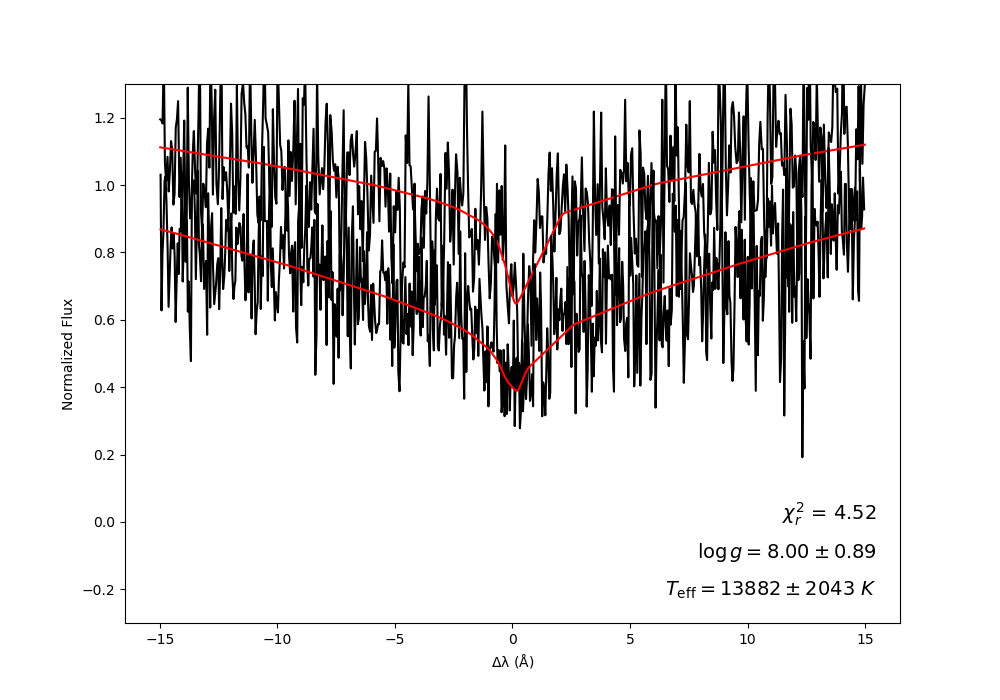 1.2
1.0
0.8
0.6
0.4
0.2
0.0
−0.2
Normalized Flux
χ²ᵣ = 4.52
log g = 8.00 ± 0.89
T_eff = 13882 ± 2043 K
−15 −10 −5 0 5 10 15
Δλ (Å)